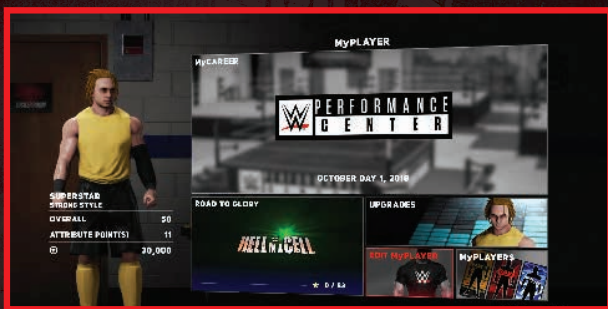 MyPLAYER
MyCAREER
W PERFORMANCE
CENTER
OCTOBER DAY 1, 2018
SUPERSTAR
STRONG STYLE
OVERALL 50
ATTRIBUTE POINT(S) 11
30,000
ROAD TO GLORY
HELL IN A CELL
UPGRADES
EDIT MyPLAYER
MyPLAYERS